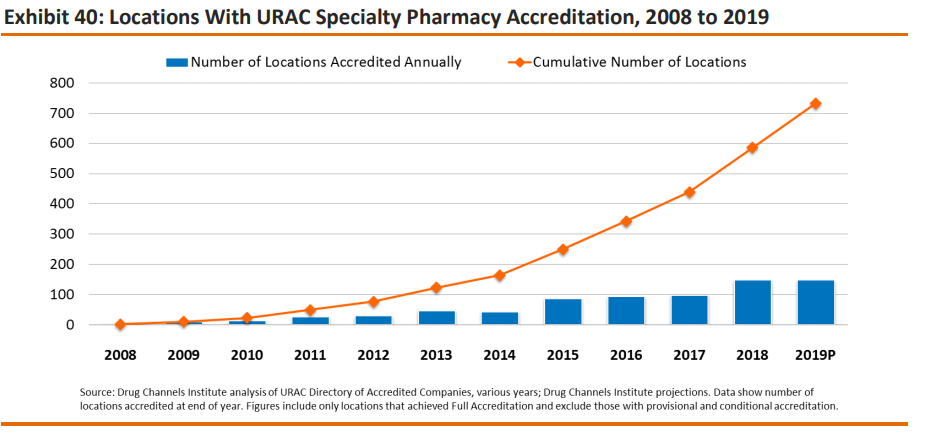 Exhibit 40: Locations With URAC Specialty Pharmacy Accreditation, 2008 to 2019
Number of Locations Accredited Annually
Cumulative Number of Locations
800
700
600
500
400
300
200
100
0
2008 2009 2010 2011 2012 2013 2014 2015 2016 2017 2018 2019P
Source: Drug Channels Institute analysis of URAC Directory of Accredited Companies, various years; Drug Channels Institute projections. Data show number of
locations accredited at end of year. Figures include only locations that achieved Full Accreditation and exclude those with provisional and conditional accreditation.